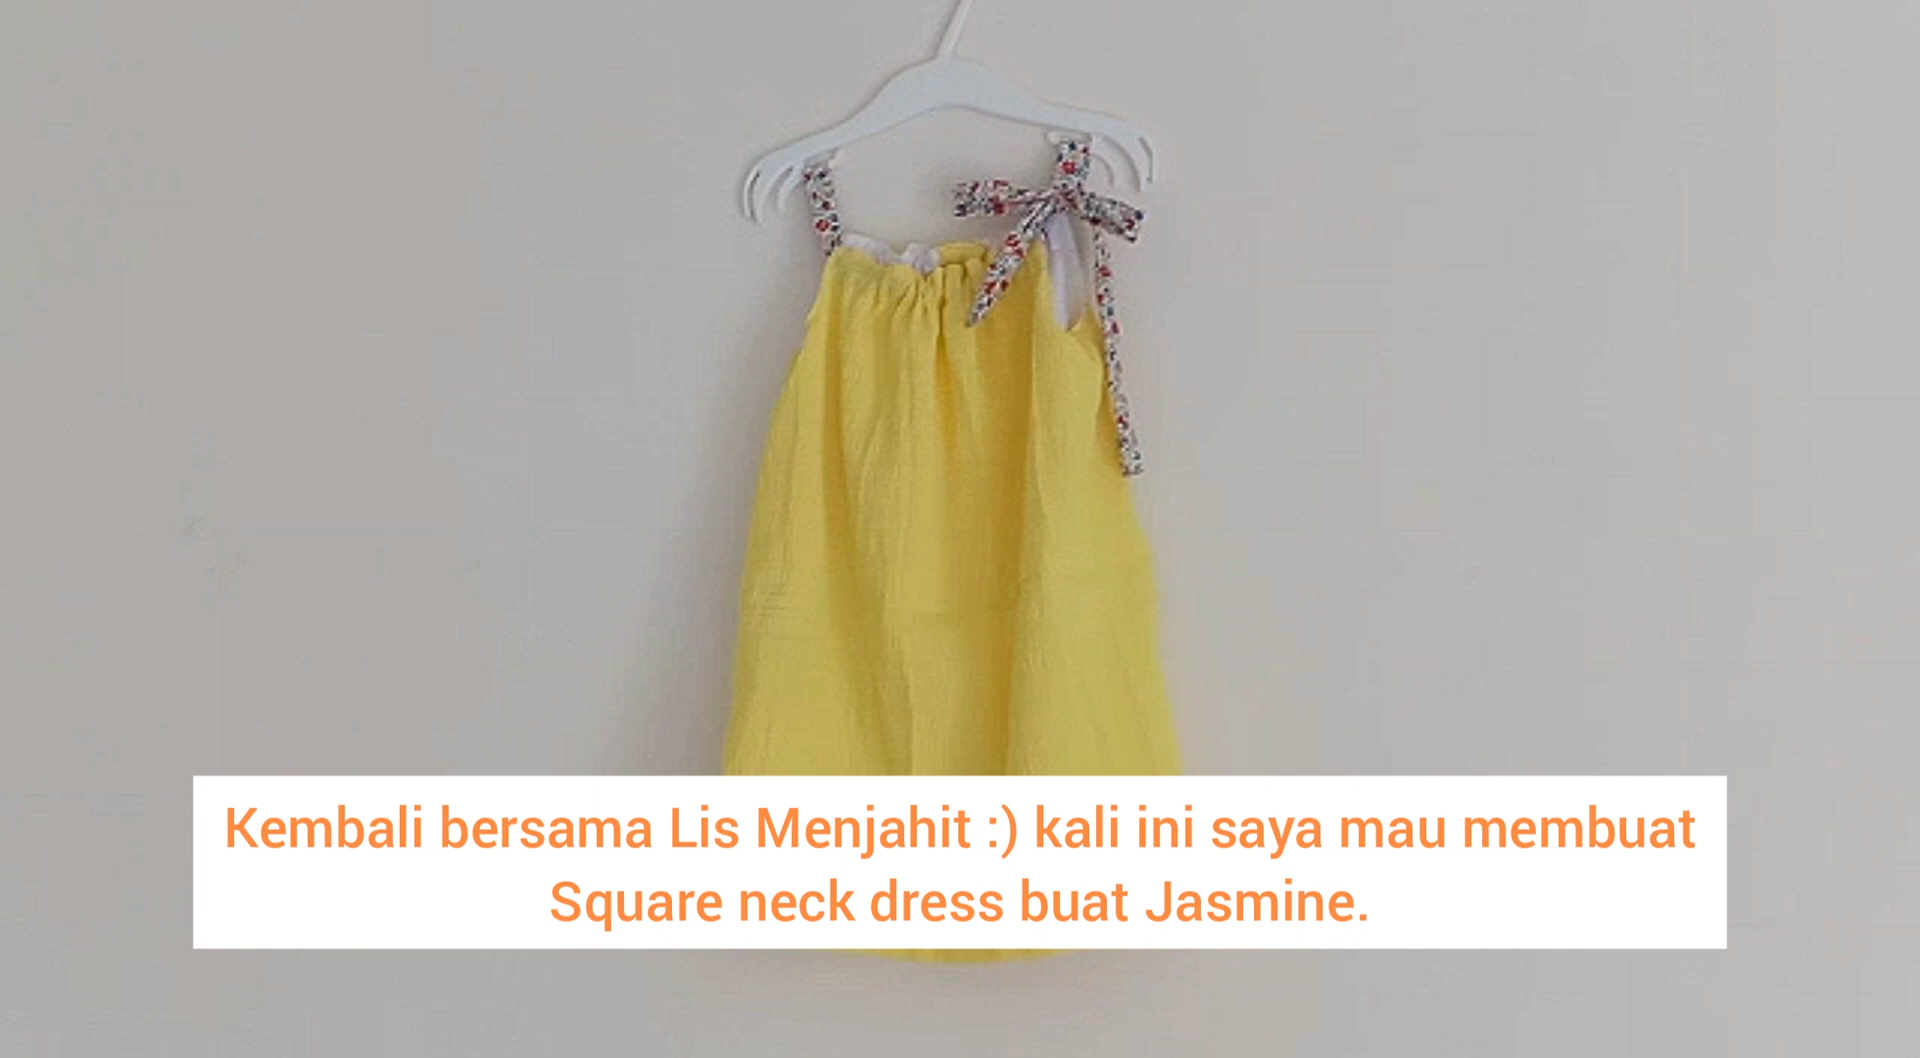 Kembali bersama Lis Menjahit :) kali ini saya mau membuat
Square neck dress buat Jasmine.